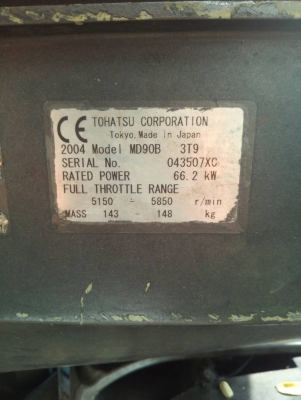 CE TOHATSU CORPORATION
Tokyo, Made in Japan
2004 Model MD90B 3T9
SERIAL No. 043507XC
RATED POWER 66.2 kW
FULL THROTTLE RANGE
5150 - 5850 r/min
MASS 143 - 148 kg